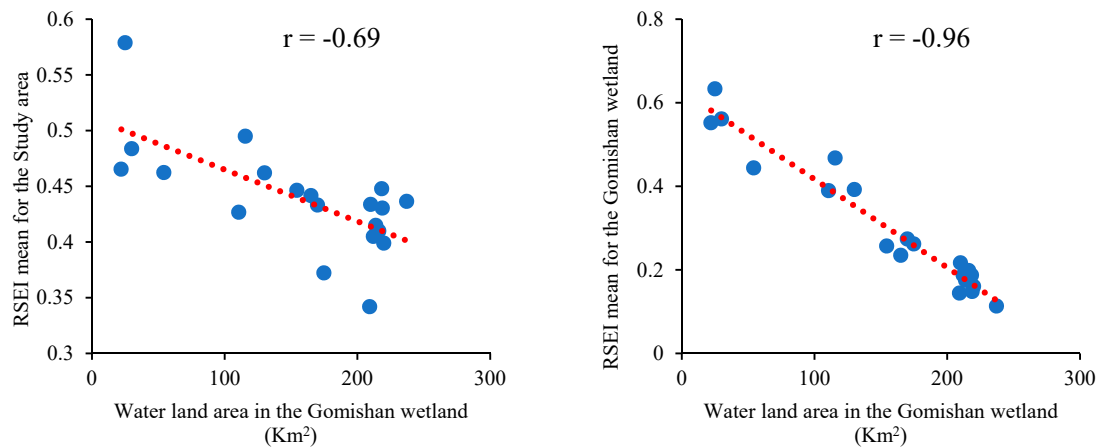 r = -0.69
RSEI mean for the Study area
0.6
0.55
0.5
0.45
0.4
0.35
0.3
0 100 200 300
Water land area in the Gomishan wetland
(Km²)
r = -0.96
RSEI mean for the Gomishan wetland
0.8
0.6
0.4
0.2
0
0 100 200 300
Water land area in the Gomishan wetland
(Km²)